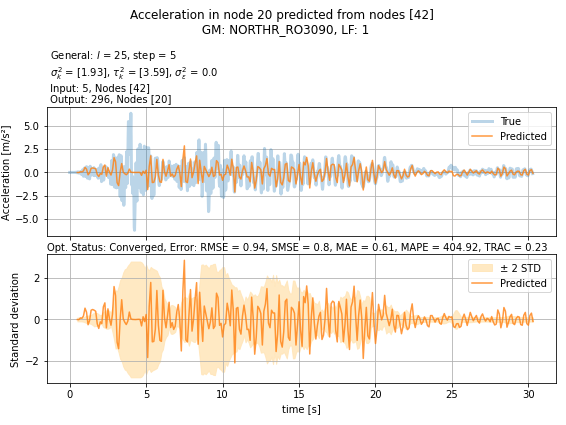 Acceleration in node 20 predicted from nodes [42]
GM: NORTHR_RO3090, LF: 1
General: l = 25, step = 5
σ²ₖ = [1.93], τ²ₖ = [3.59], σ²ε = 0.0
Input: 5, Nodes [42]
Output: 296, Nodes [20]
True
Predicted
5.0
2.5
0.0
−2.5
−5.0
Acceleration [m/s²]
Opt. Status: Converged, Error: RMSE = 0.94, SMSE = 0.8, MAE = 0.61, MAPE = 404.92, TRAC = 0.23
± 2 STD
Predicted
2
0
−2
Standard deviation
0 5 10 15 20 25 30
time [s]